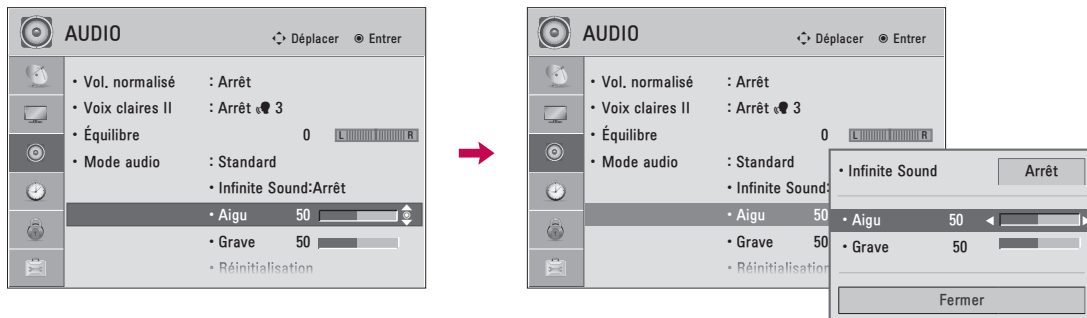 AUDIO
Déplacer Entrer
• Vol. normalisé : Arrêt
• Voix claires II : Arrêt 3
• Équilibre 0 L R
• Mode audio : Standard
• Infinite Sound:Arrêt
• Aigu 50
• Grave 50
• Réinitialisation
AUDIO
Déplacer Entrer
• Vol. normalisé : Arrêt
• Voix claires II : Arrêt 3
• Équilibre 0 L R
• Mode audio : Standard
• Infinite Sound:
• Aigu 50
• Grave 50
• Réinitialisation
• Infinite Sound Arrêt
• Aigu 50
• Grave 50
Fermer